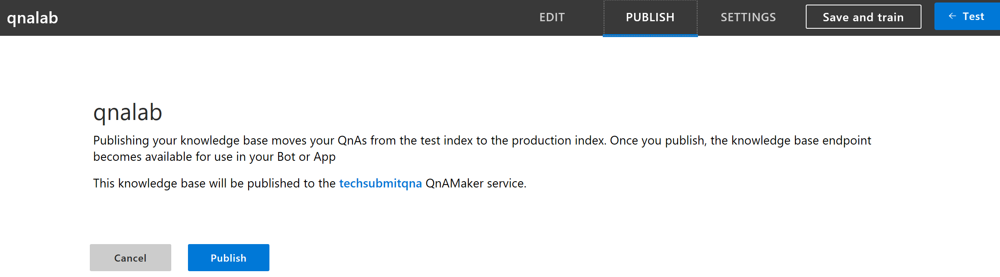 qnalab
EDIT
PUBLISH
SETTINGS
Save and train
← Test
qnalab
Publishing your knowledge base moves your QnAs from the test index to the production index. Once you publish, the knowledge base endpoint
becomes available for use in your Bot or App
This knowledge base will be published to the techsubmitqna QnAMaker service.
Cancel
Publish